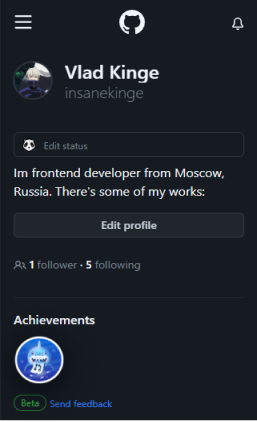 Vlad Kinge
insanekinge
Edit status
Im frontend developer from Moscow,
Russia. There's some of my works:
Edit profile
1 follower · 5 following
Achievements
Beta Send feedback